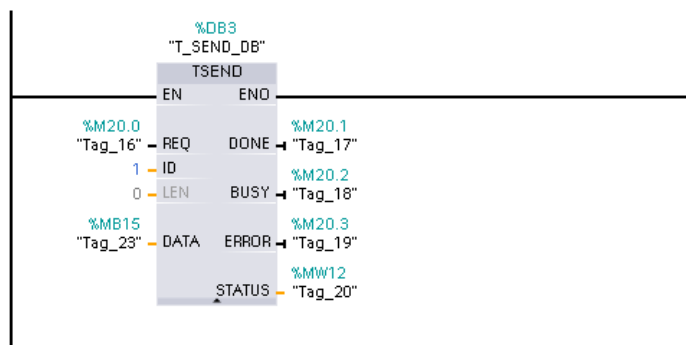 %DB3
"T_SEND_DB"
TSEND
EN ENO
%M20.0 %M20.1
"Tag_16" REQ DONE "Tag_17"
1 ID %M20.2
0 LEN BUSY "Tag_18"
%MB15 %M20.3
"Tag_23" DATA ERROR "Tag_19"
%MW12
STATUS "Tag_20"